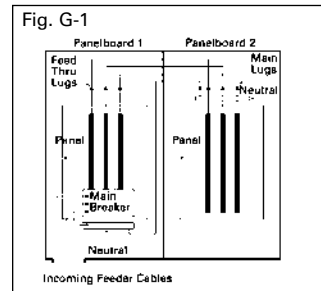 Fig. G-1
Panelboard 1
Panelboard 2
Feed
Thru
Lugs
Main
Lugs
Neutral
Panel
Panel
Main
Breaker
Neutral
Incoming Feeder Cables